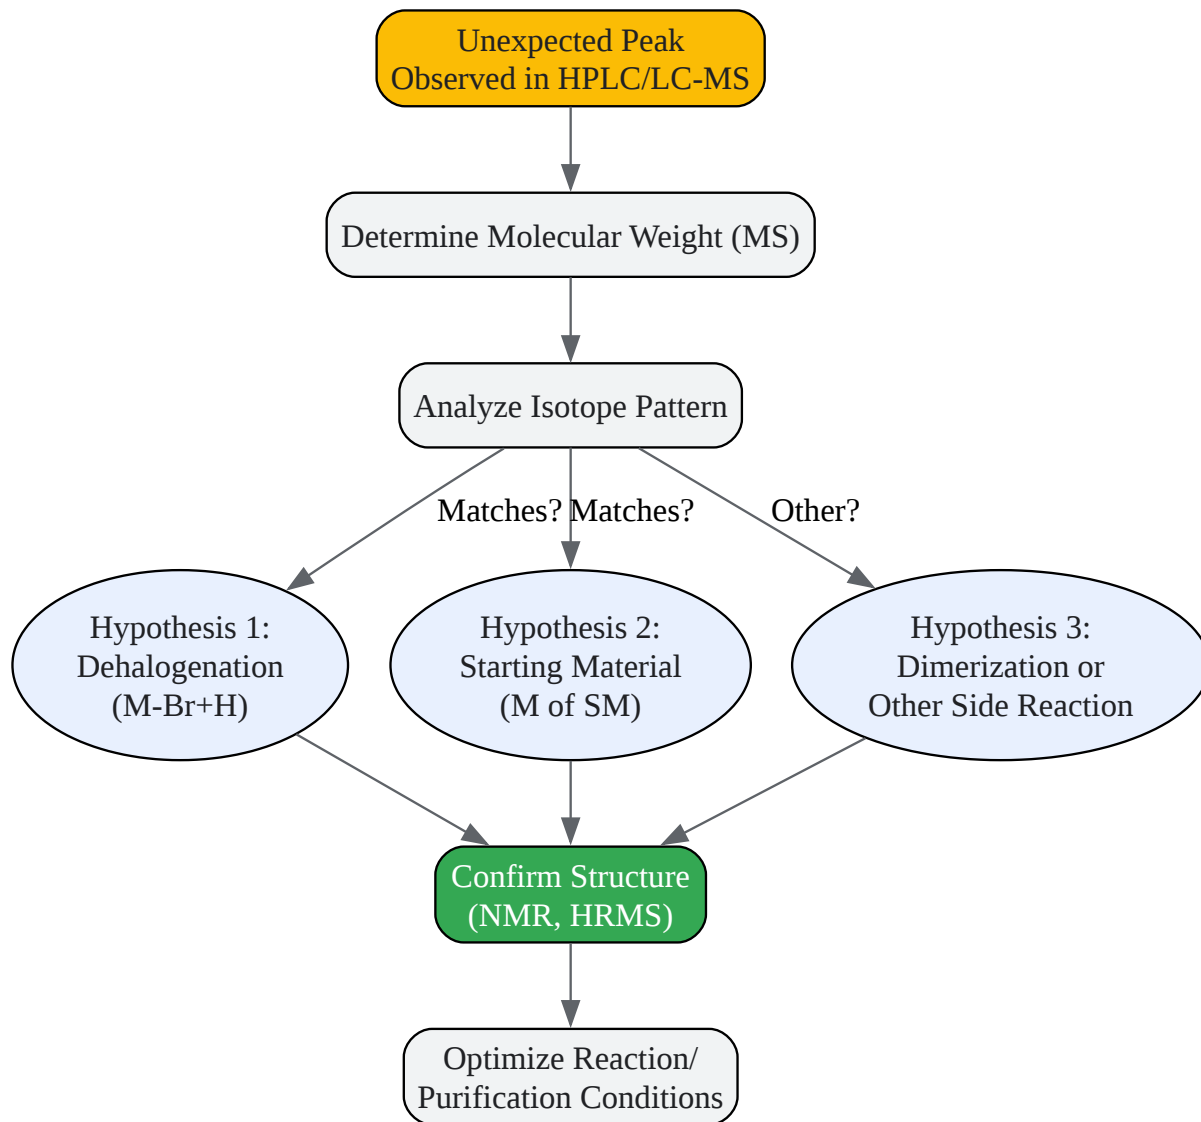 Unexpected Peak
Observed in HPLC/LC-MS
Determine Molecular Weight (MS)
Analyze Isotope Pattern
Matches?
Matches?
Other?
Hypothesis 1:
Dehalogenation
(M-Br+H)
Hypothesis 2:
Starting Material
(M of SM)
Hypothesis 3:
Dimerization or
Other Side Reaction
Confirm Structure
(NMR, HRMS)
Optimize Reaction/
Purification Conditions